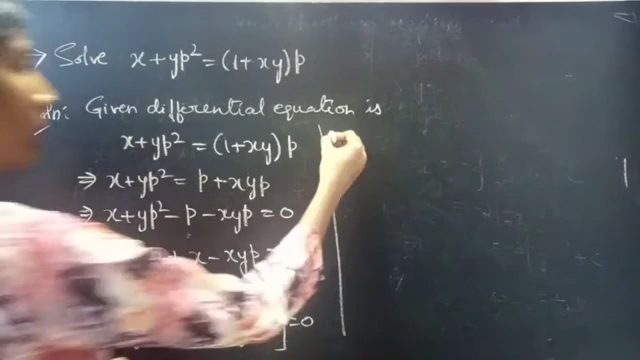 → Solve x + yp² = (1 + xy)p
Given differential equation is
x + yp² = (1 + xy)p
⇒ x + yp² = p + xyp
⇒ x + yp² - p - xyp = 0
+ x - xyp =
] = 0